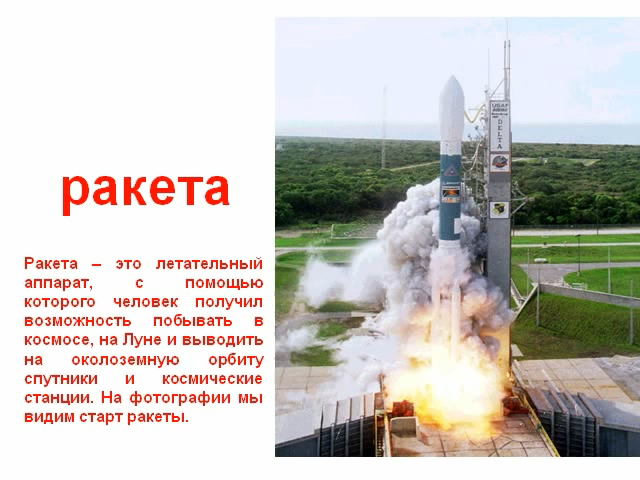 ракета
Ракета – это летательный
аппарат, с помощью
которого человек получил
возможность побывать в
космосе, на Луне и выводить
на околоземную орбиту
спутники и космические
станции. На фотографии мы
видим старт ракеты.
USAF
DELTA